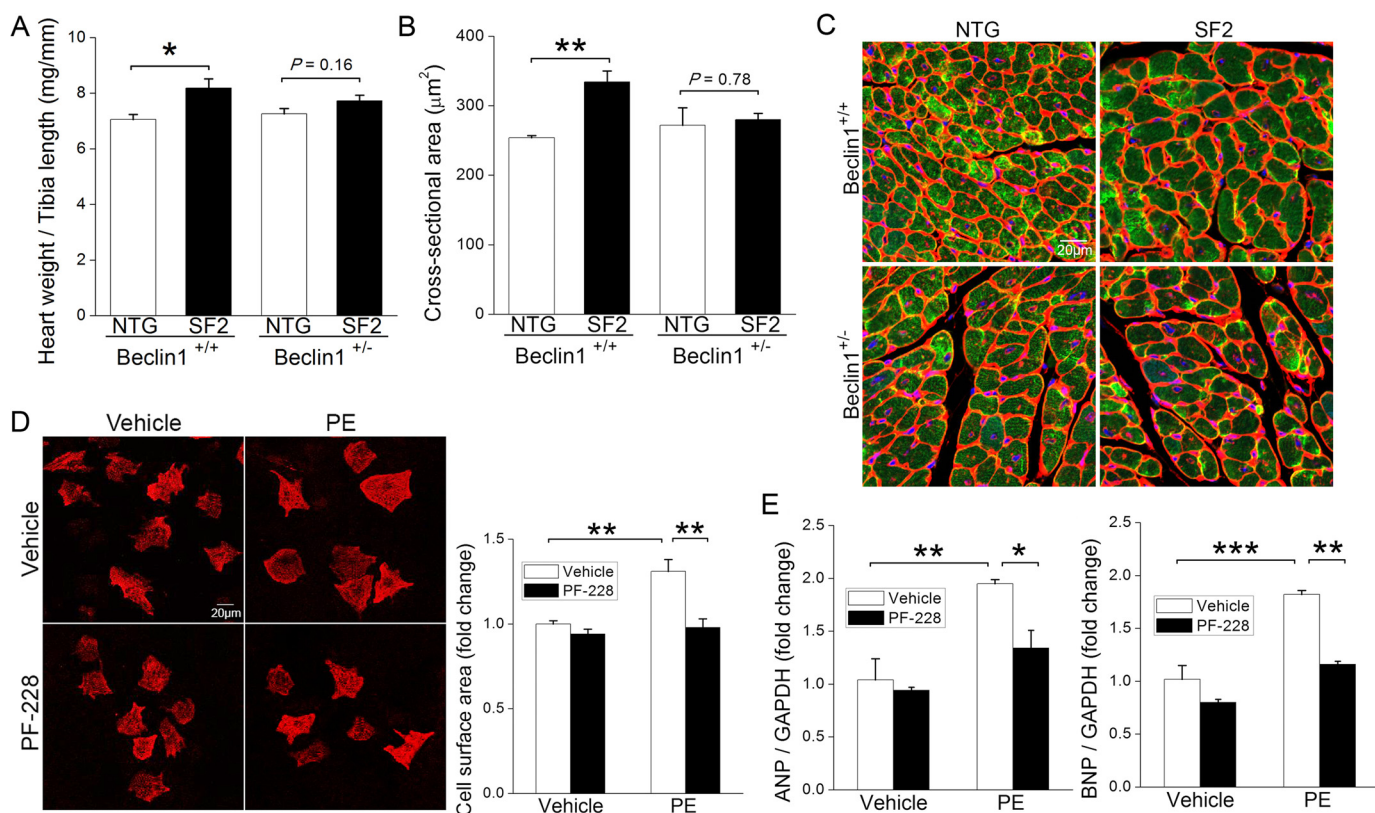 A
Heart weight / Tibia length (mg/mm)
10
8
6
4
2
0
*
P = 0.16
NTG SF2 NTG SF2
Beclin1 +/+ Beclin1 +/-
B
Cross-sectional area (μm2)
400
300
200
100
0
**
P = 0.78
NTG SF2 NTG SF2
Beclin1 +/+ Beclin1 +/-
C
NTG SF2
Beclin1+/+
20μm
Beclin1+/-
D
Vehicle PE
Vehicle
20μm
PF-228
Cell surface area (fold change)
1.5
1.0
0.5
0.0
** **
Vehicle
PF-228
Vehicle PE
E
ANP / GAPDH (fold change)
2.5
2.0
1.5
1.0
0.5
0.0
** *
Vehicle
PF-228
Vehicle PE
BNP / GAPDH (fold change)
2.5
2.0
1.5
1.0
0.5
0.0
*** **
Vehicle
PF-228
Vehicle PE